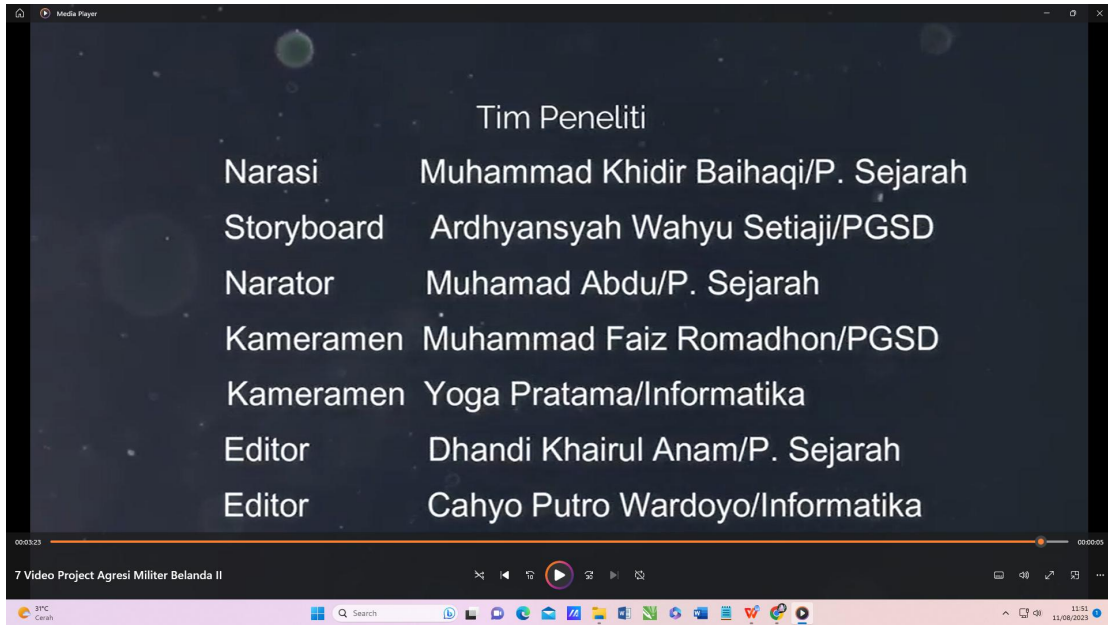 Media Player
Tim Peneliti
Narasi Muhammad Khidir Baihaqi/P. Sejarah
Storyboard Ardhyansyah Wahyu Setiaji/PGSD
Narator Muhamad Abdu/P. Sejarah
Kameramen Muhammad Faiz Romadhon/PGSD
Kameramen Yoga Pratama/Informatika
Editor Dhandi Khairul Anam/P. Sejarah
Editor Cahyo Putro Wardoyo/Informatika
00:03:23 00:00:05
7 Video Project Agresi Militer Belanda II
10 30
31°C
Cerah
Search
11:51
11/08/2023
1